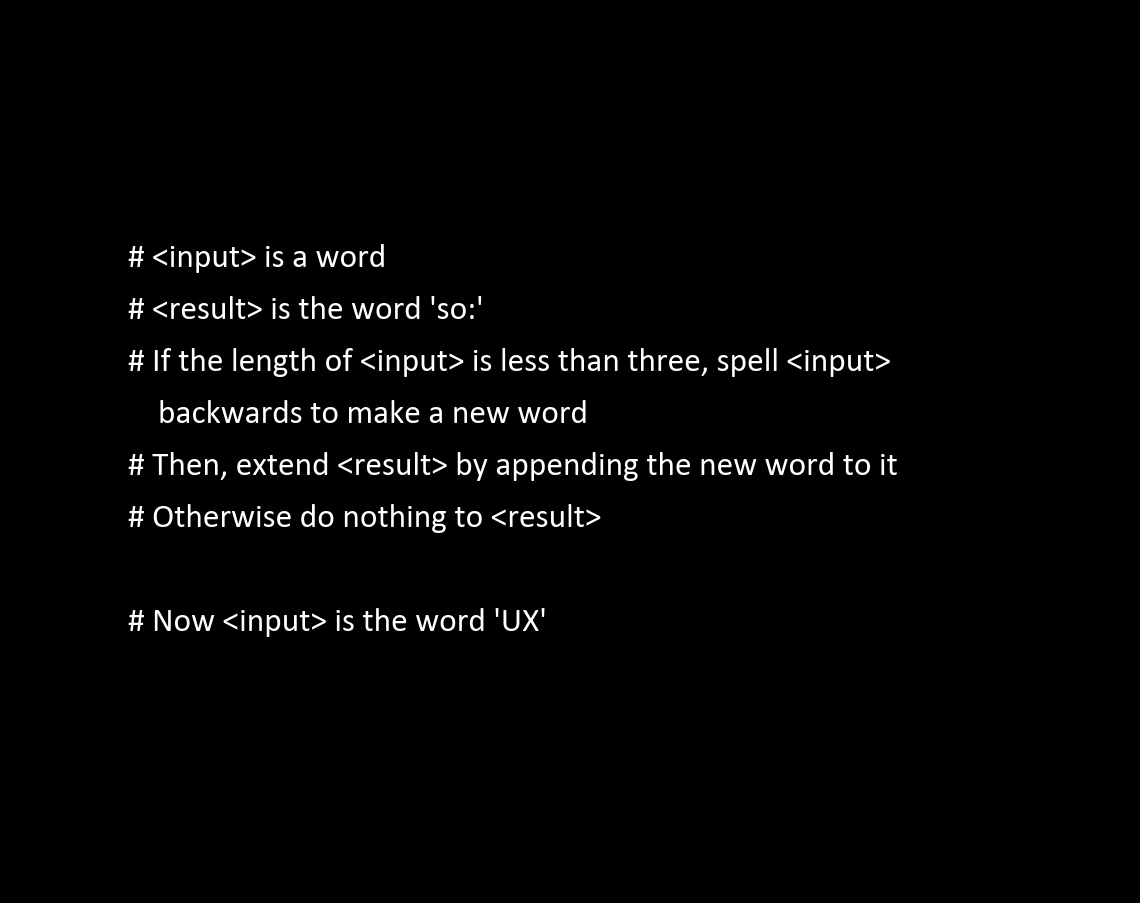 # <input> is a word
# <result> is the word 'so:'
# If the length of <input> is less than three, spell <input>
backwards to make a new word
# Then, extend <result> by appending the new word to it
# Otherwise do nothing to <result>
# Now <input> is the word 'UX'